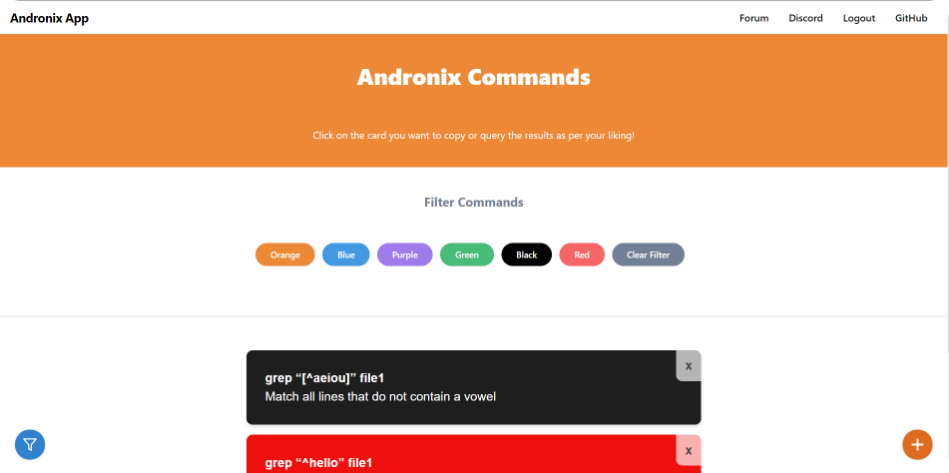 Andronix App
Forum Discord Logout GitHub
Andronix Commands
Click on the card you want to copy or query the results as per your liking!
Filter Commands
Orange Blue Purple Green Black Red Clear Filter
x
grep “[^aeiou]” file1
Match all lines that do not contain a vowel
x
grep “^hello” file1
+